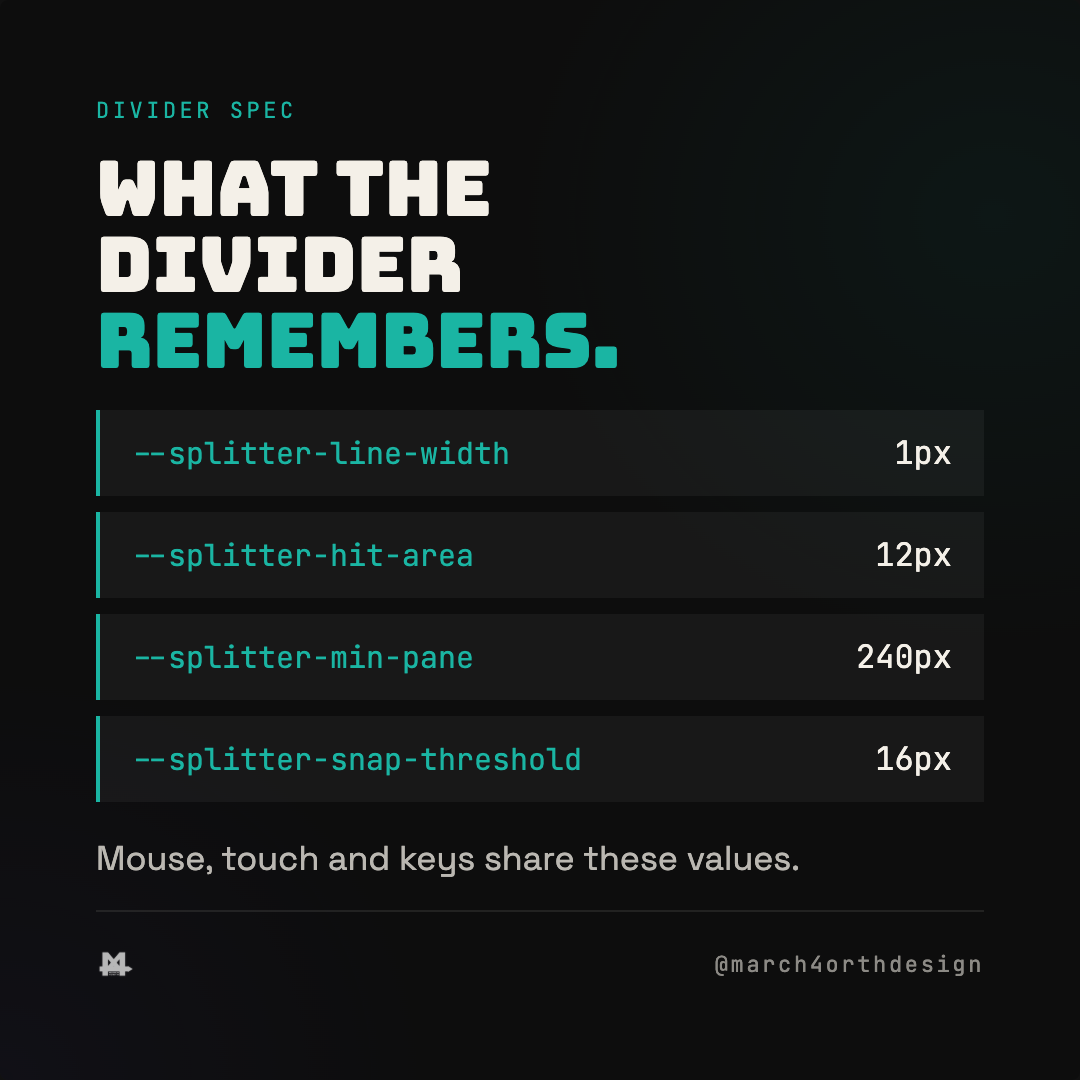 DIVIDER SPEC
WHAT THE
DIVIDER
REMEMBERS.
--splitter-line-width 1px
--splitter-hit-area 12px
--splitter-min-pane 240px
--splitter-snap-threshold 16px
Mouse, touch and keys share these values.
@march4orthdesign